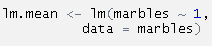 lm.mean <- lm(marbles ~ 1,
data = marbles)